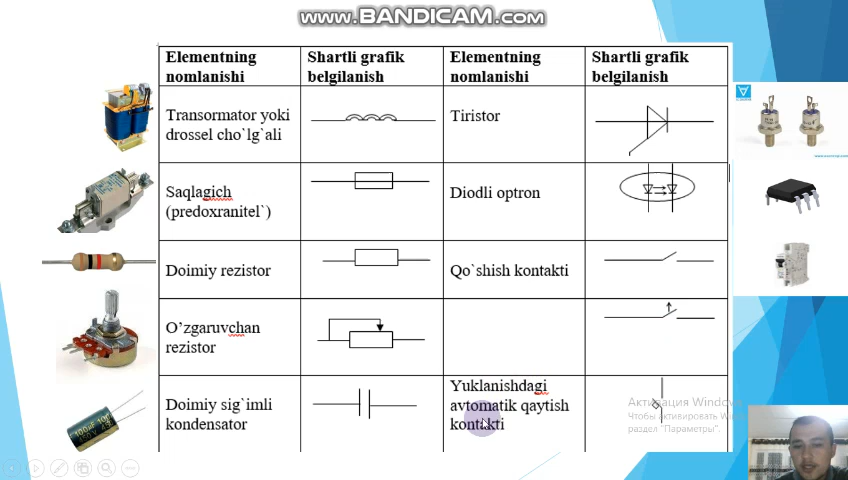 www.BANDICAM.com
Elementning nomlanishi
Shartli grafik belgilanish
Elementning nomlanishi
Shartli grafik belgilanish
Transormator yoki drossel cho`lg`ali
Tiristor
Saqlagich (predoxranitel`)
Diodli optron
Doimiy rezistor
Qo`shish kontakti
O’zgaruvchan rezistor
Doimiy sig`imli kondensator
Yuklanishdagi avtomatik qaytish kontakti
Активация Windows
Чтобы активировать Win
раздел "Параметры".